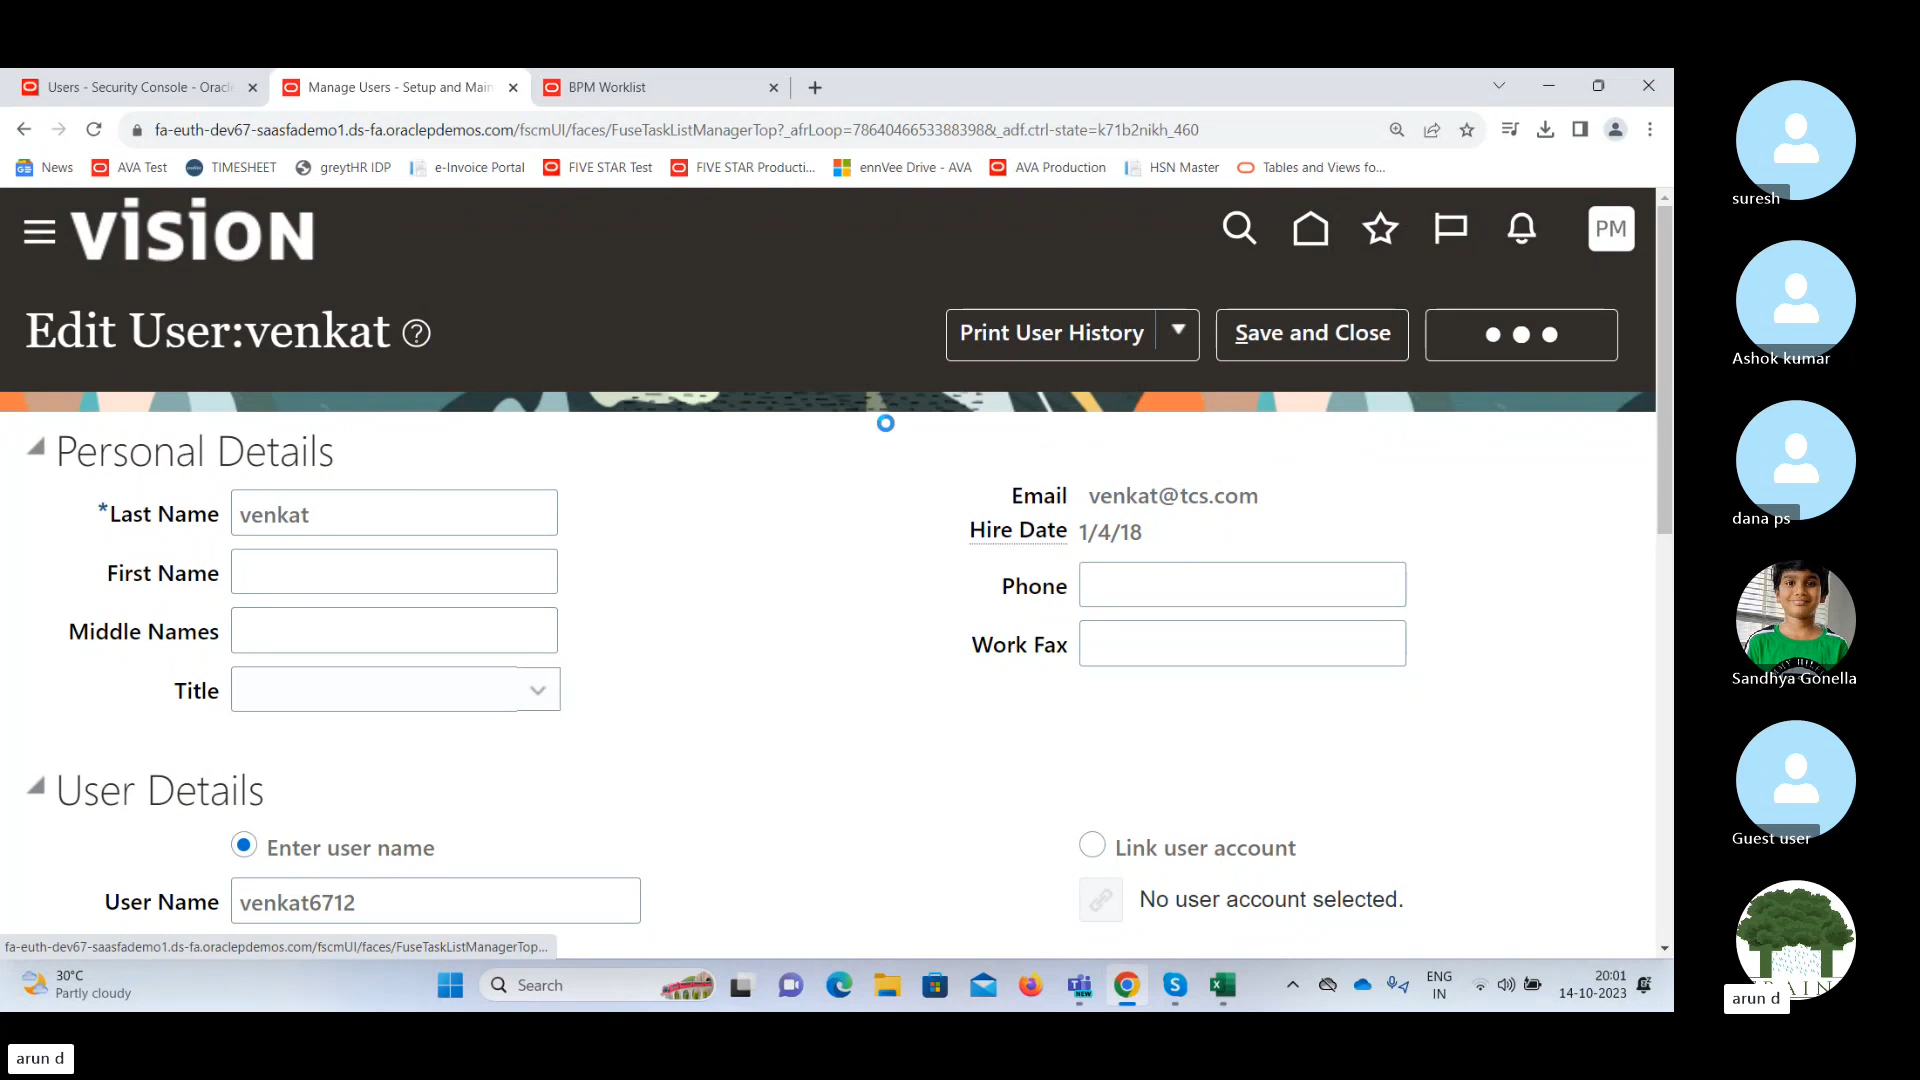 Users - Security Console - Oracl
Manage Users - Setup and Main
BPM Worklist
fa-euth-dev67-saasfademo1.ds-fa.oraclepdemos.com/fscmUI/faces/FuseTaskListManagerTop?_afrLoop=78640466533883988&_adf.ctrl-state=k71b2nikh_460
News
AVA Test
TIMESHEET
greytHR IDP
e-Invoice Portal
FIVE STAR Test
FIVE STAR Producti...
ennVee Drive - AVA
AVA Production
HSN Master
Tables and Views fo...
VISION
PM
Edit User:venkat
Print User History
Save and Close
Personal Details
*Last Name
venkat
First Name
Middle Names
Title
Email venkat@tcs.com
Hire Date 1/4/18
Phone
Work Fax
User Details
Enter user name
Link user account
User Name
venkat6712
No user account selected.
fa-euth-dev67-saasfademo1.ds-fa.oraclepdemos.com/fscmUI/faces/FuseTaskListManagerTop...
30°C
Partly cloudy
Search
NEW
ENG
IN
20:01
14-10-2023
suresh
Ashok kumar
dana ps
Sandhya Gonella
Guest user
arun d
arun d